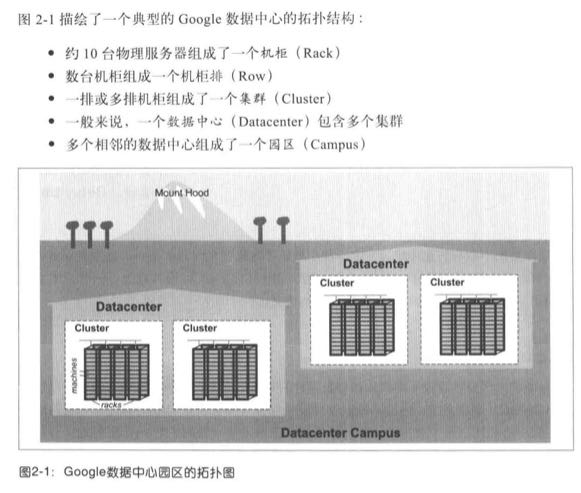 图 2-1 描绘了一个典型的 Google 数据中心的拓扑结构：
• 约 10 台物理服务器组成了一个机柜（Rack）
• 数台机柜组成一个机柜排（Row）
• 一排或多排机柜组成了一个集群（Cluster）
• 一般来说，一个数据中心（Datacenter）包含多个集群
• 多个相邻的数据中心组成了一个园区（Campus）
Mount Hood
Datacenter
Cluster
Cluster
Datacenter
Cluster
Cluster
machines
racks
Datacenter Campus
图2-1：Google数据中心园区的拓扑图